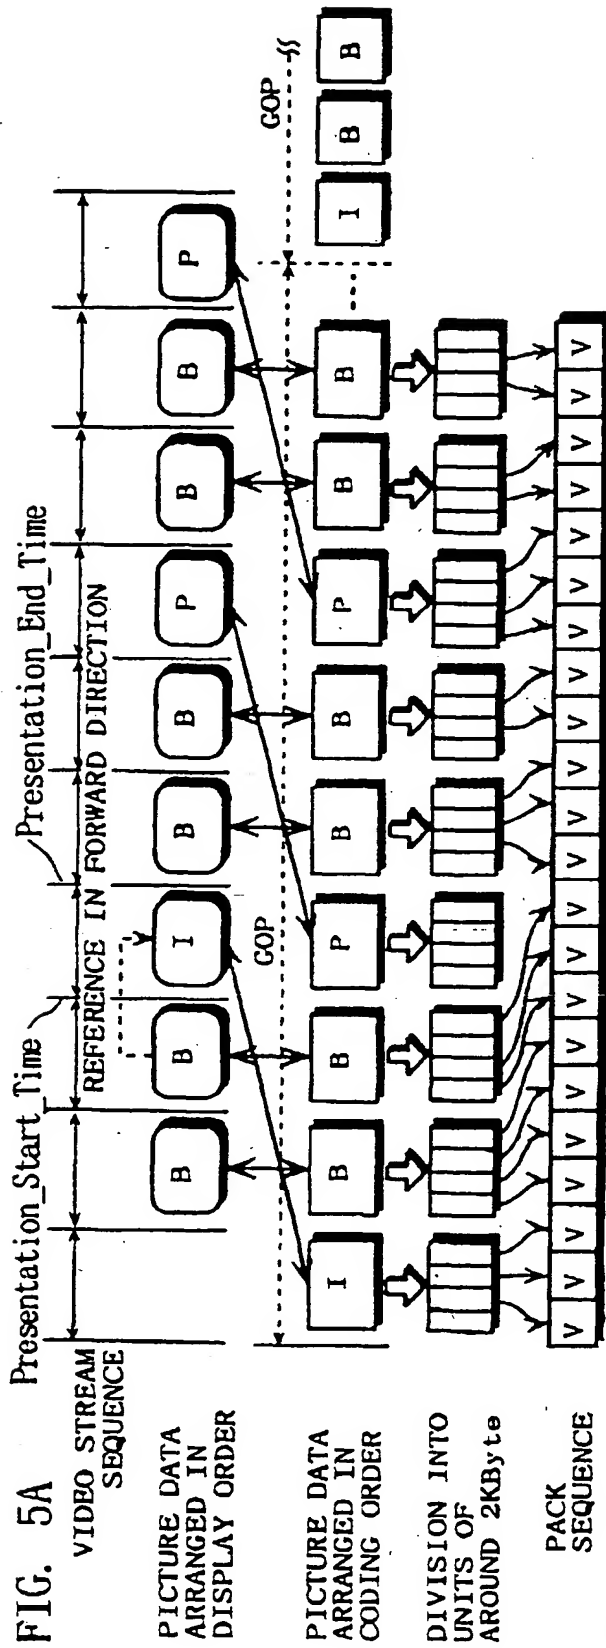 FIG. 5A
Presentation_Start_Time
Presentation_End_Time
VIDEO STREAM
SEQUENCE
REFERENCE IN FORWARD DIRECTION
PICTURE DATA
ARRANGED IN
DISPLAY ORDER
B B I B B P B B P
GOP GOP
PICTURE DATA
ARRANGED IN
CODING ORDER
I B B P B B P B B I B B
DIVISION INTO
UNITS OF
AROUND 2KByte
PACK
SEQUENCE
V V V V V V V V V V V V V V V V V V V V V V